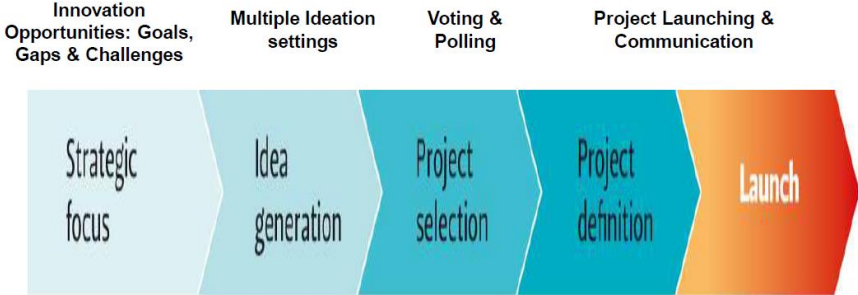 Innovation
Opportunities: Goals,
Gaps & Challenges
Multiple Ideation
settings
Voting &
Polling
Project Launching &
Communication
Strategic
focus
Idea
generation
Project
selection
Project
definition
Launch